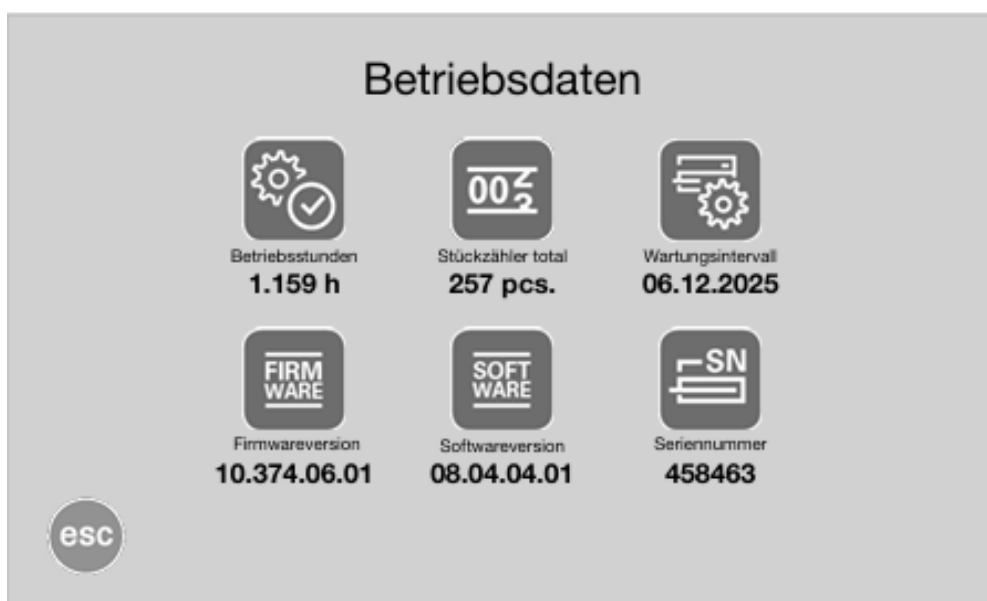 Betriebsdaten
Betriebsstunden
1.159 h
Stückzähler total
257 pcs.
Wartungsintervall
06.12.2025
FIRM
WARE
Firmwareversion
10.374.06.01
SOFT
WARE
Softwareversion
08.04.04.01
SN
Seriennummer
458463
esc